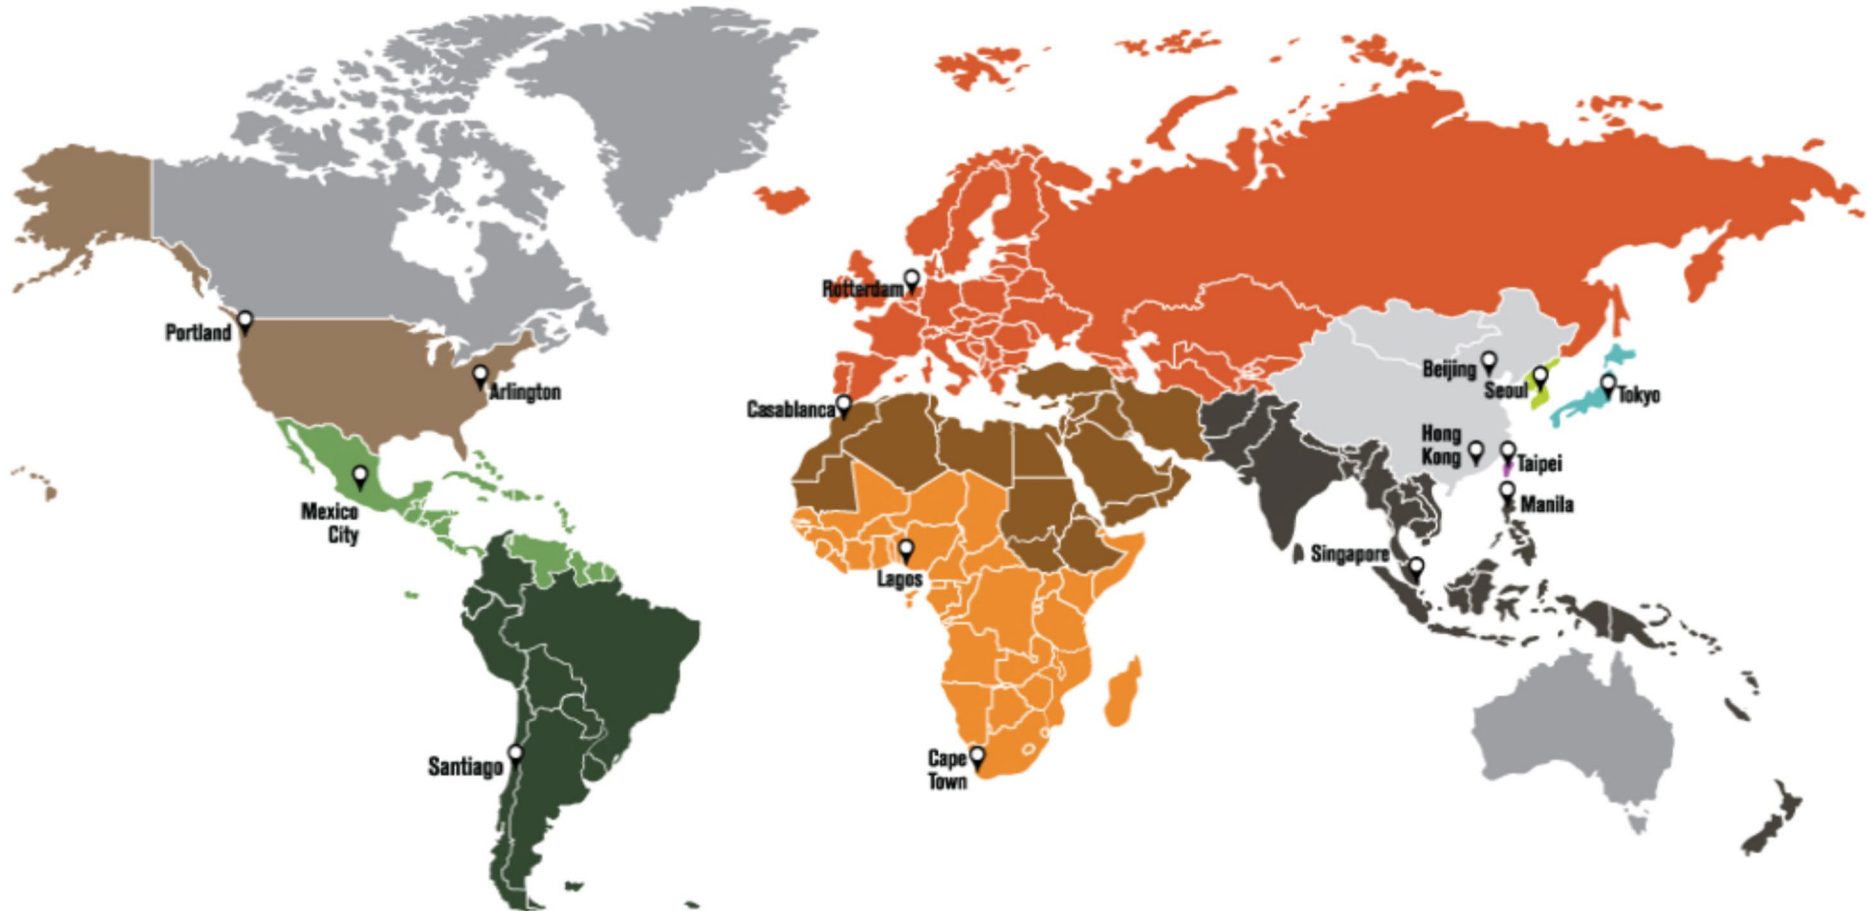 Rotterdam
Portland
Arlington
Beijing
Seoul
Tokyo
Casablanca
Hong
Kong
Taipei
Mexico
City
Manila
Singapore
Lagos
Santiago
Cape
Town